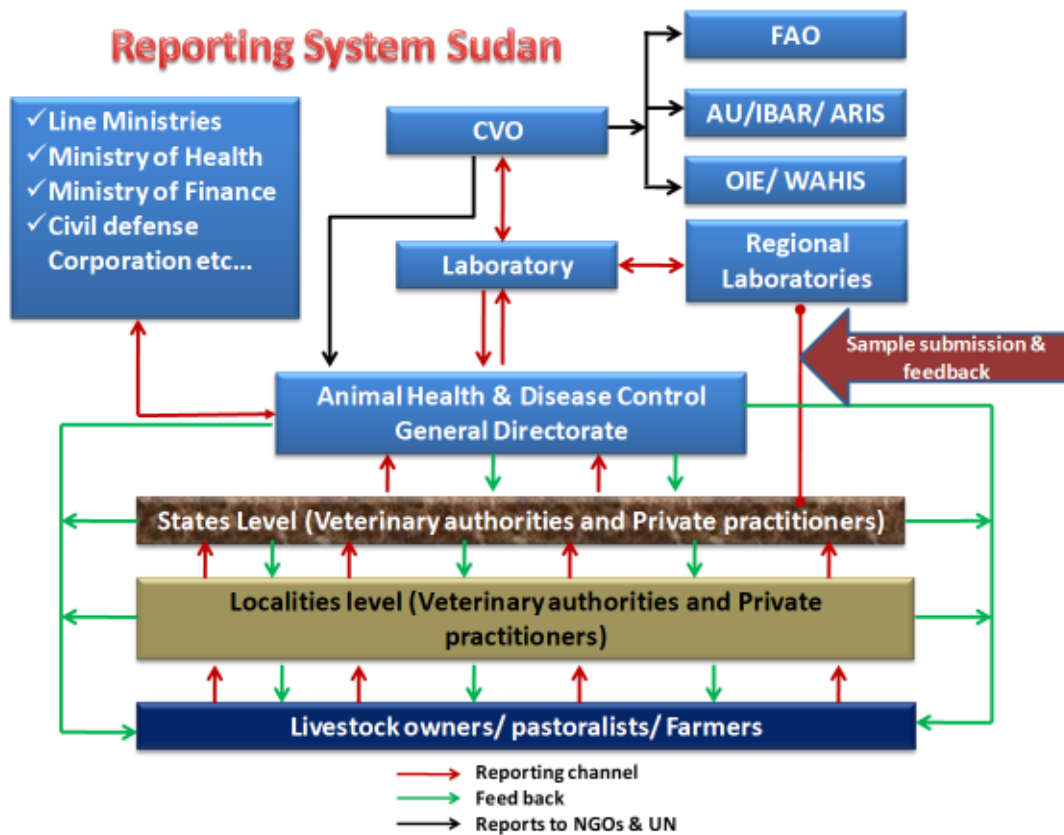 Reporting System Sudan
FAO
AU/IBAR/ ARIS
OIE/ WAHIS
CVO
✓Line Ministries
✓Ministry of Health
✓Ministry of Finance
✓Civil defense
Corporation etc...
Laboratory
Regional
Laboratories
Sample submission &
feedback
Animal Health & Disease Control
General Directorate
States Level (Veterinary authorities and Private practitioners)
Localities level (Veterinary authorities and Private
practitioners)
Livestock owners/ pastoralists/ Farmers
Reporting channel
Feed back
Reports to NGOs & UN